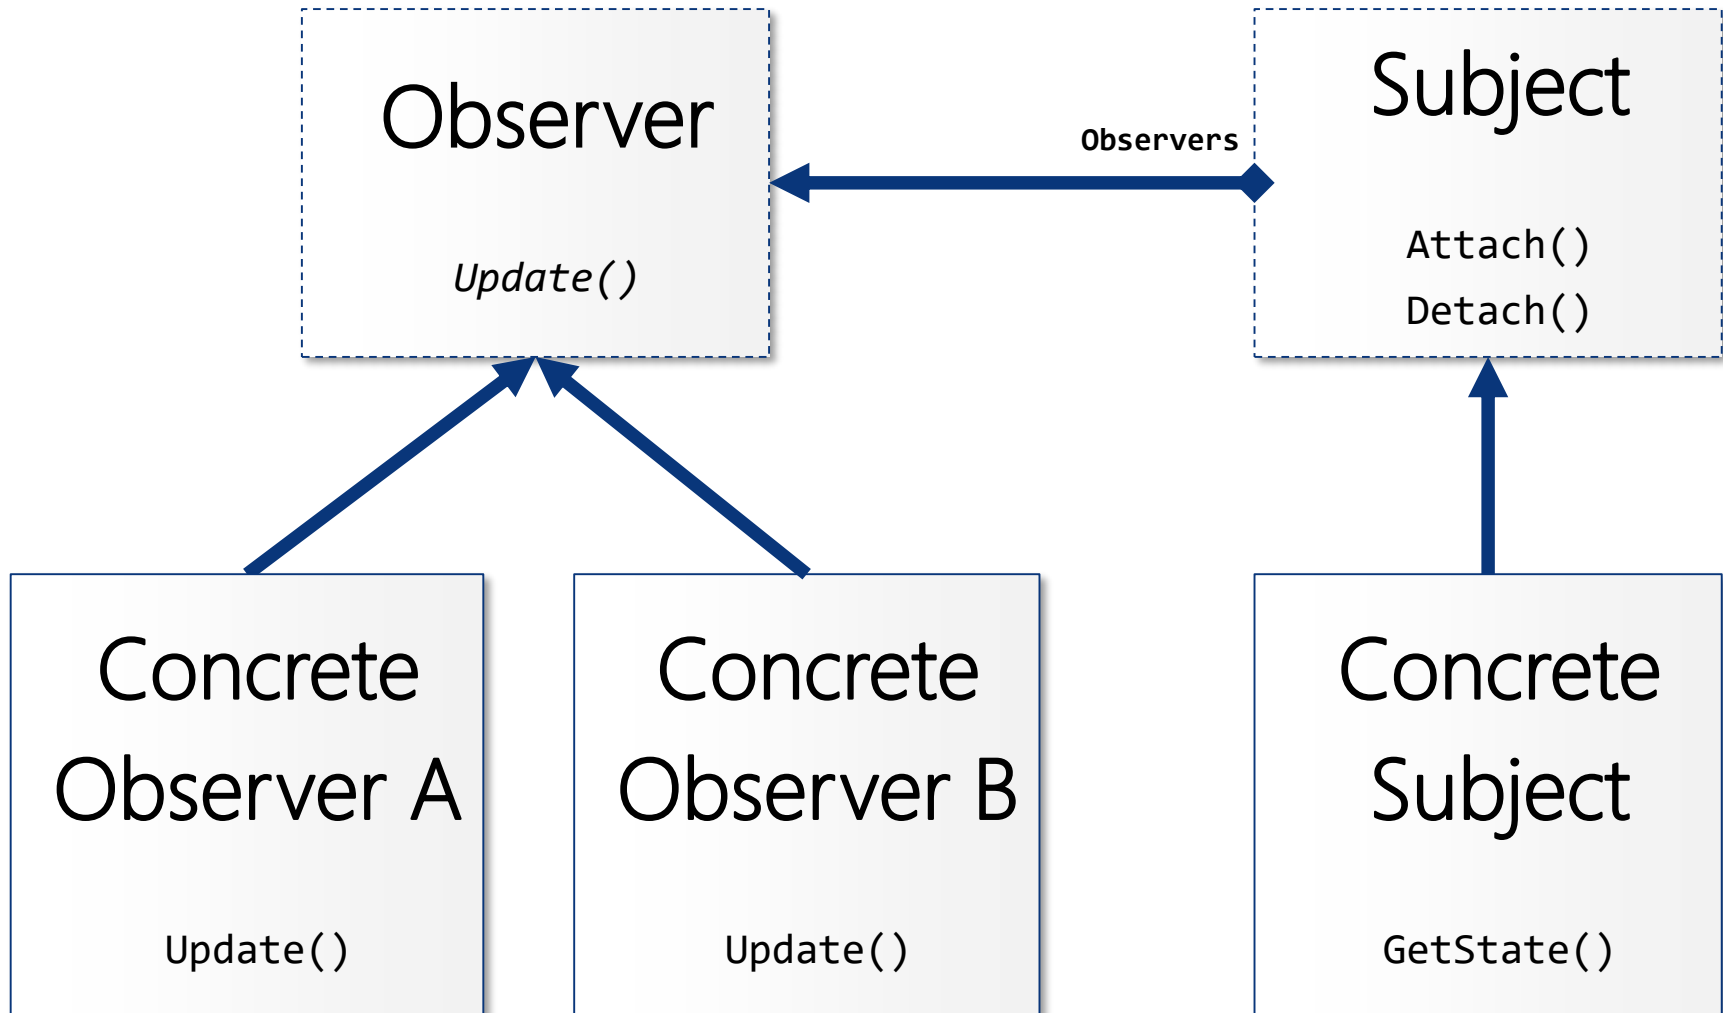 Observer
Update()
Observers
Subject
Attach()
Detach()
Concrete
Observer A
Update()
Concrete
Observer B
Update()
Concrete
Subject
GetState()